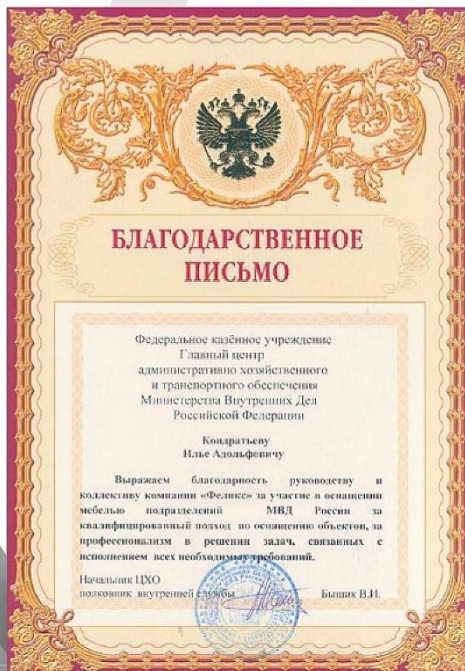 БЛАГОДАРСТВЕННОЕ
ПИСЬМО
Федеральное казённое учреждение
Главный центр
административно хозяйственного
и транспортного обеспечения
Министерства Внутренних Дел
Российской Федерации
Кондратьеву
Илье Адольфовичу
Выражаем благодарность руководству и
коллективу компании «Феликс» за участие в оснащении
мебелью подразделений МВД России за
квалифицированный подход по оснащению объектов, за
профессионализм в решении задач, связанных с
исполнением всех необходимых требований.
Начальник ЦХО
полковник внутренней службы Быщик В.И.